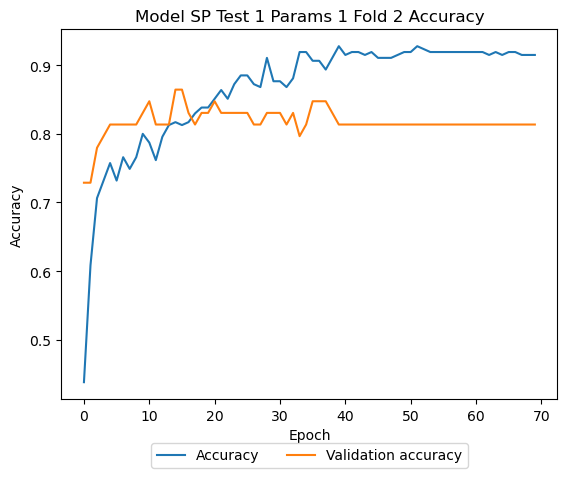 Model SP Test 1 Params 1 Fold 2 Accuracy
0.9
0.8
0.7
0.6
0.5
Accuracy
0 10 20 30 40 50 60 70
Epoch
Accuracy Validation accuracy